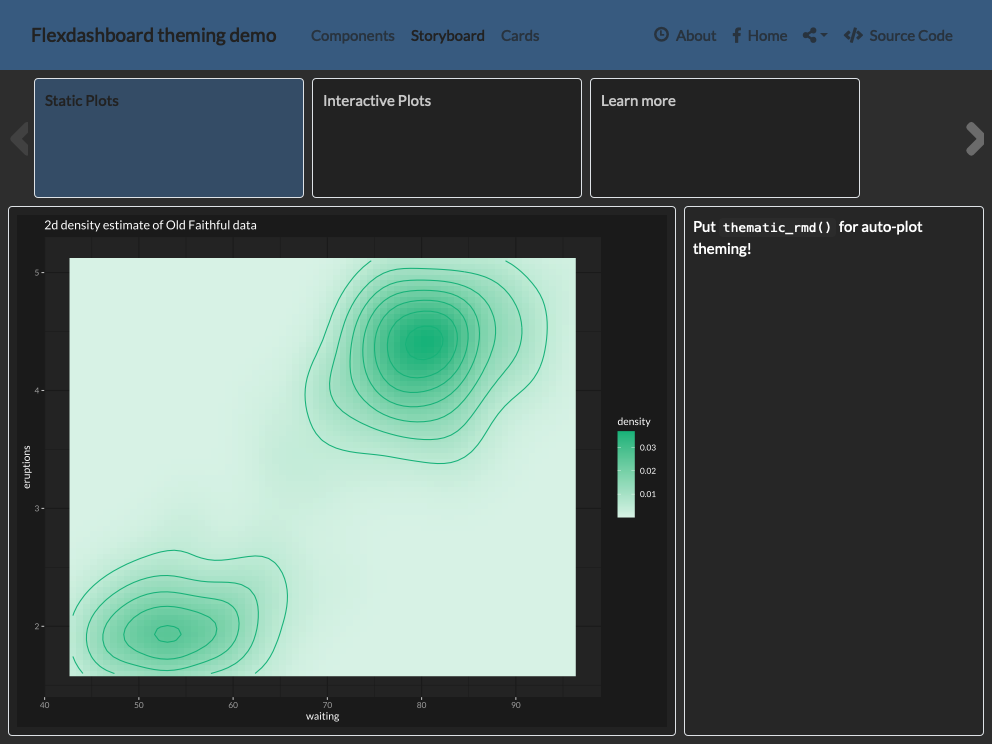 Flexdashboard theming demo Components Storyboard Cards About Home Source Code
Static Plots Interactive Plots Learn more
2d density estimate of Old Faithful data
5
4
3
2
eruptions
40 50 60 70 80 90
waiting
density
0.03
0.02
0.01
Put thematic_rmd() for auto-plot
theming!